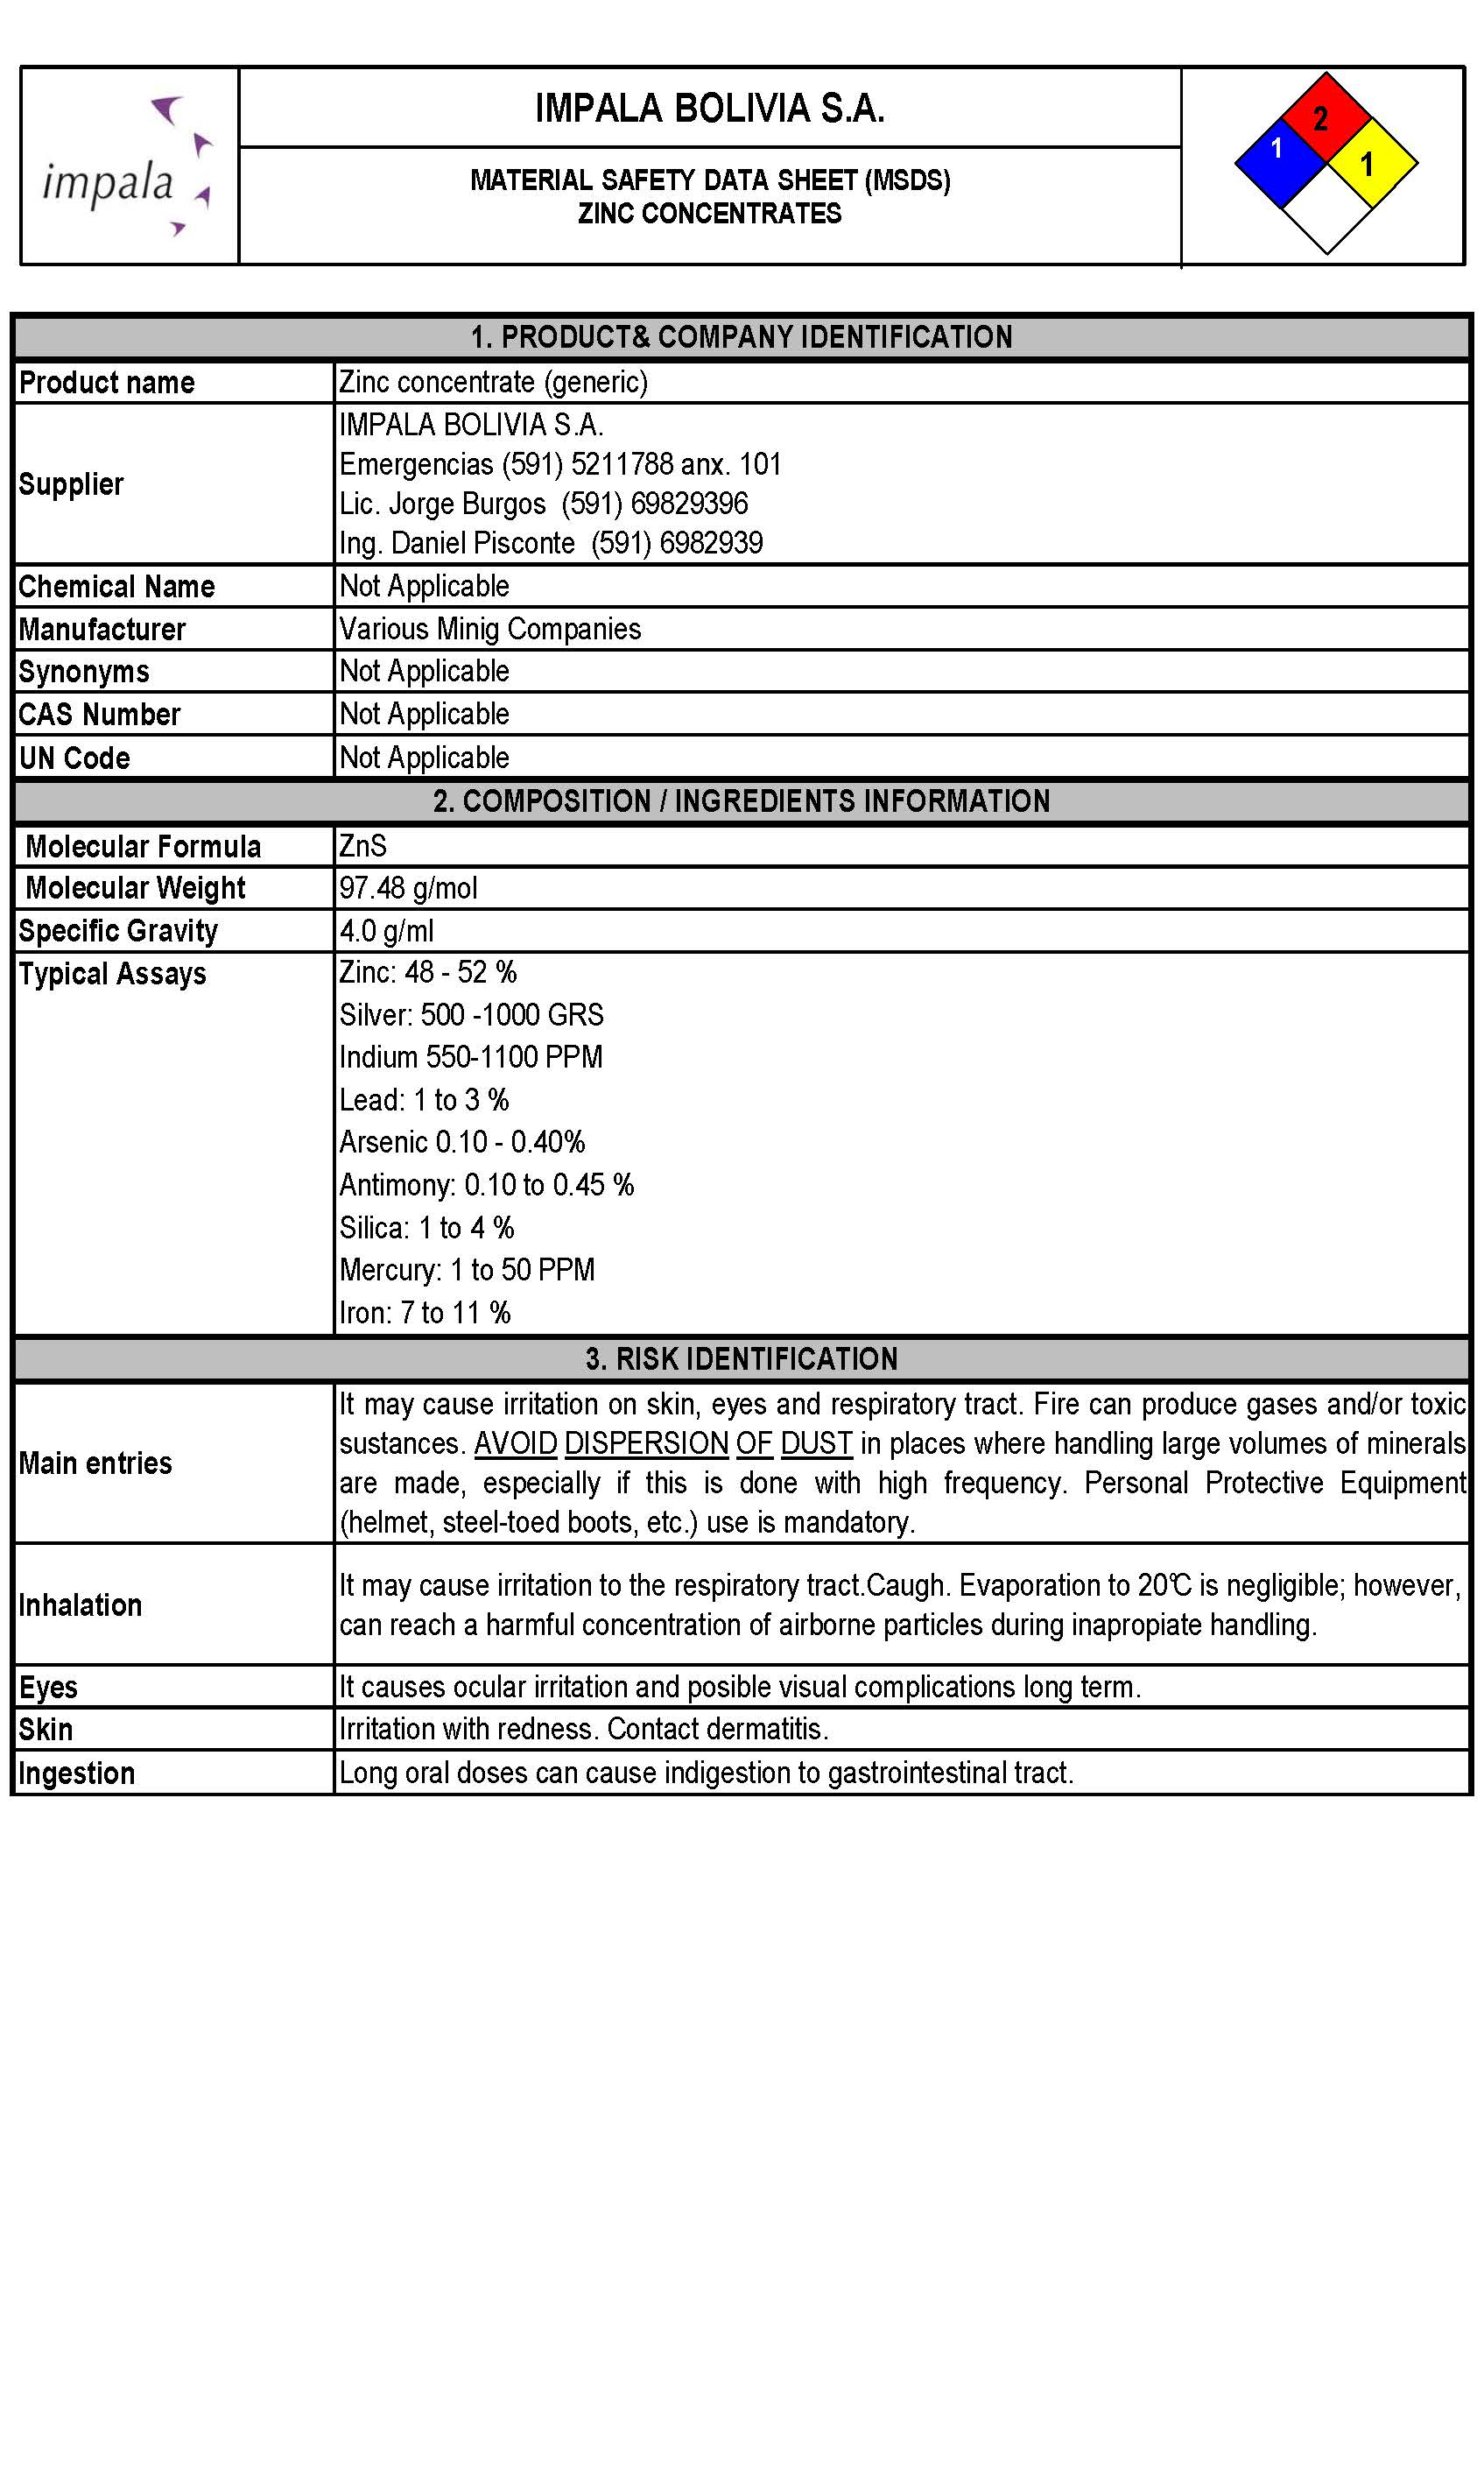 impala
IMPALA BOLIVIA S.A.
MATERIAL SAFETY DATA SHEET (MSDS)
ZINC CONCENTRATES
2
1
1
1. PRODUCT& COMPANY IDENTIFICATION
Product name Zinc concentrate (generic)
Supplier
IMPALA BOLIVIA S.A.
Emergencias (591) 5211788 anx. 101
Lic. Jorge Burgos (591) 69829396
Ing. Daniel Pisconte (591) 6982939
Chemical Name Not Applicable
Manufacturer Various Minig Companies
Synonyms Not Applicable
CAS Number Not Applicable
UN Code Not Applicable
2. COMPOSITION / INGREDIENTS INFORMATION
Molecular Formula ZnS
Molecular Weight 97.48 g/mol
Specific Gravity 4.0 g/ml
Typical Assays Zinc: 48 - 52 %
Silver: 500 -1000 GRS
Indium 550-1100 PPM
Lead: 1 to 3 %
Arsenic 0.10 - 0.40%
Antimony: 0.10 to 0.45 %
Silica: 1 to 4 %
Mercury: 1 to 50 PPM
Iron: 7 to 11 %
3. RISK IDENTIFICATION
Main entries
It may cause irritation on skin, eyes and respiratory tract. Fire can produce gases and/or toxic
sustances. AVOID DISPERSION OF DUST in places where handling large volumes of minerals
are made, especially if this is done with high frequency. Personal Protective Equipment
(helmet, steel-toed boots, etc.) use is mandatory.
Inhalation
It may cause irritation to the respiratory tract.Caugh. Evaporation to 20°C is negligible; however,
can reach a harmful concentration of airborne particles during inapropiate handling.
Eyes It causes ocular irritation and posible visual complications long term.
Skin Irritation with redness. Contact dermatitis.
Ingestion Long oral doses can cause indigestion to gastrointestinal tract.